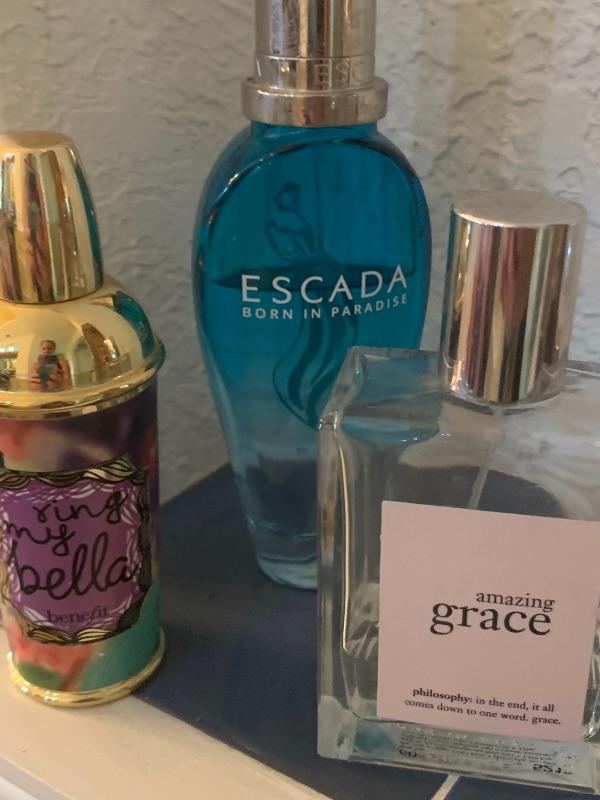 ESC
ESCADA
BORN IN PARADISE
ring
my
bella
benefit
amazing
grace
philosophy: in the end, it all
comes down to one word. grace.